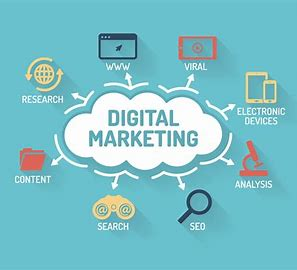 WWW
VIRAL
RESEARCH
ELECTRONIC
DEVICES
DIGITAL
MARKETING
CONTENT
ANALYSIS
@ @
SEARCH
SEO